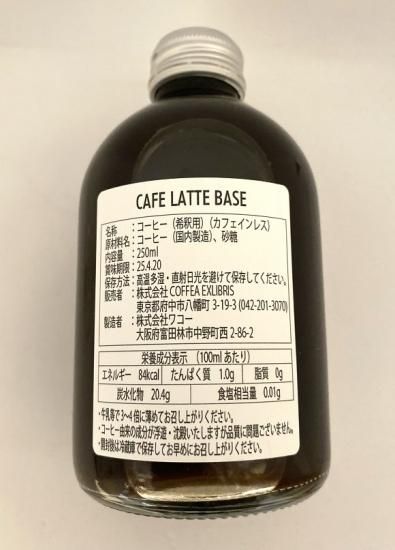 CAFE LATTE BASE
名称 ：コーヒー（希釈用）（カフェインレス）
原材料名：コーヒー（国内製造）、砂糖
内容量 ：250ml
賞味期限：25.4.20
保存方法：高温多湿・直射日光を避けて保存してください。
販売者 ：株式会社 COFFEA EXLIBRIS
東京都府中市八幡町 3-19-3 (042-201-3070)
製造者 ：株式会社ワコー
大阪府富田林市中野町西 2-86-2
栄養成分表示 （100mlあたり）
エネルギー 84kcal たんぱく質 1.0g 脂質 0g
炭水化物 20.4g 食塩相当量 0.01g
・牛乳等で3～4倍に薄めてお召し上がりください。
・コーヒー由来の成分が浮遊・沈殿いたしますが品質に問題ございません。
・開封後は冷蔵庫で保存してお早めにお召し上がりください。